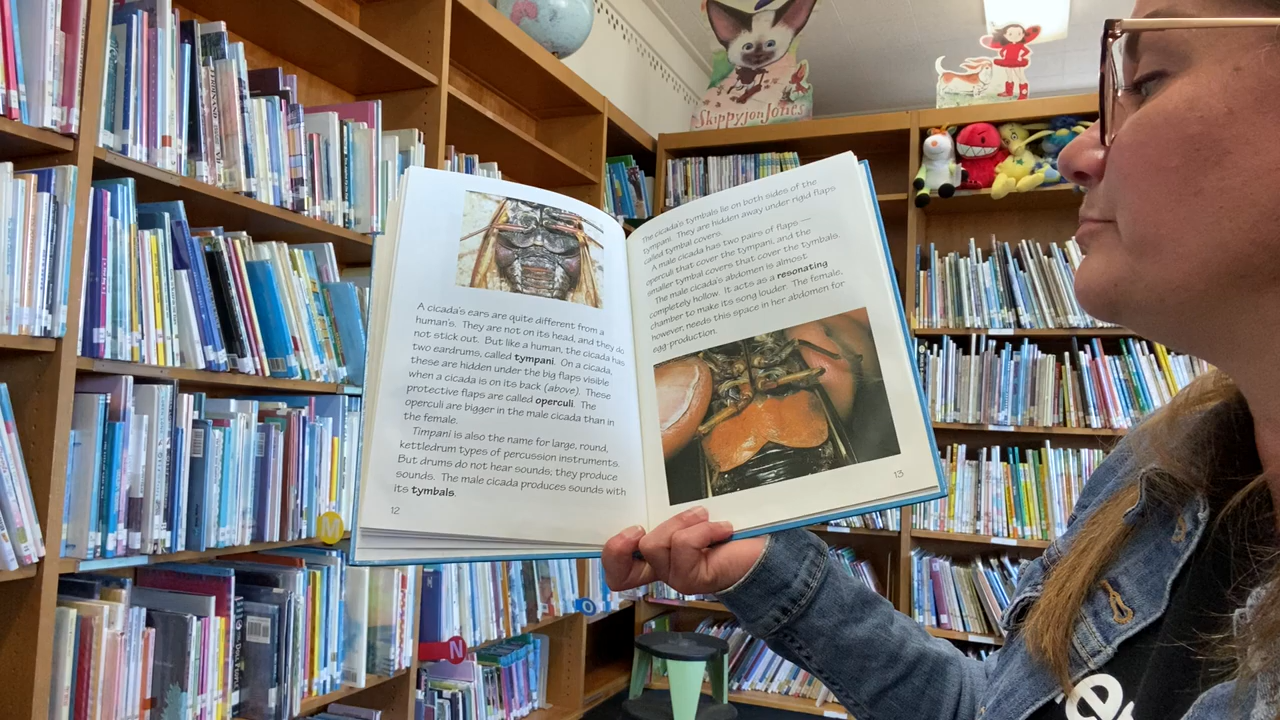 SkippyjonJones
A cicada's ears are quite different from a
human's. They are not on its head, and they do
not stick out. But like a human, the cicada has
two eardrums, called tympani. On a cicada,
these are hidden under the big flaps visible
when a cicada is on its back (above). These
protective flaps are called operculi. The
operculi are bigger in the male cicada than in
the female.
Timpani is also the name for large, round,
kettledrum types of percussion instruments.
But drums do not hear sounds; they produce
sounds. The male cicada produces sounds with
its tymbals.
12
The cicada's tymbals lie on both sides of the
tympani. They are hidden away under rigid flaps
called tymbal covers.
A male cicada has two pairs of flaps —
operculi that cover the tympani, and the
smaller tymbal covers that cover the tymbals.
The male cicada's abdomen is almost
completely hollow. It acts as a resonating
chamber to make its song louder. The female,
however, needs this space in her abdomen for
egg-production.
13
N
O